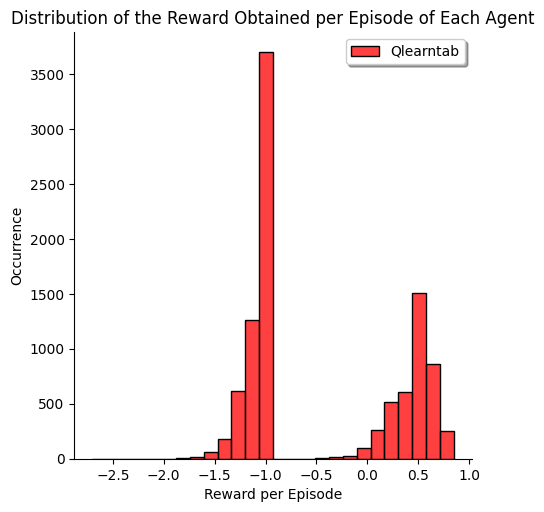 Distribution of the Reward Obtained per Episode of Each Agent
Qlearntab
3500
3000
2500
2000
1500
1000
500
0
Occurrence
−2.5 −2.0 −1.5 −1.0 −0.5 0.0 0.5 1.0
Reward per Episode